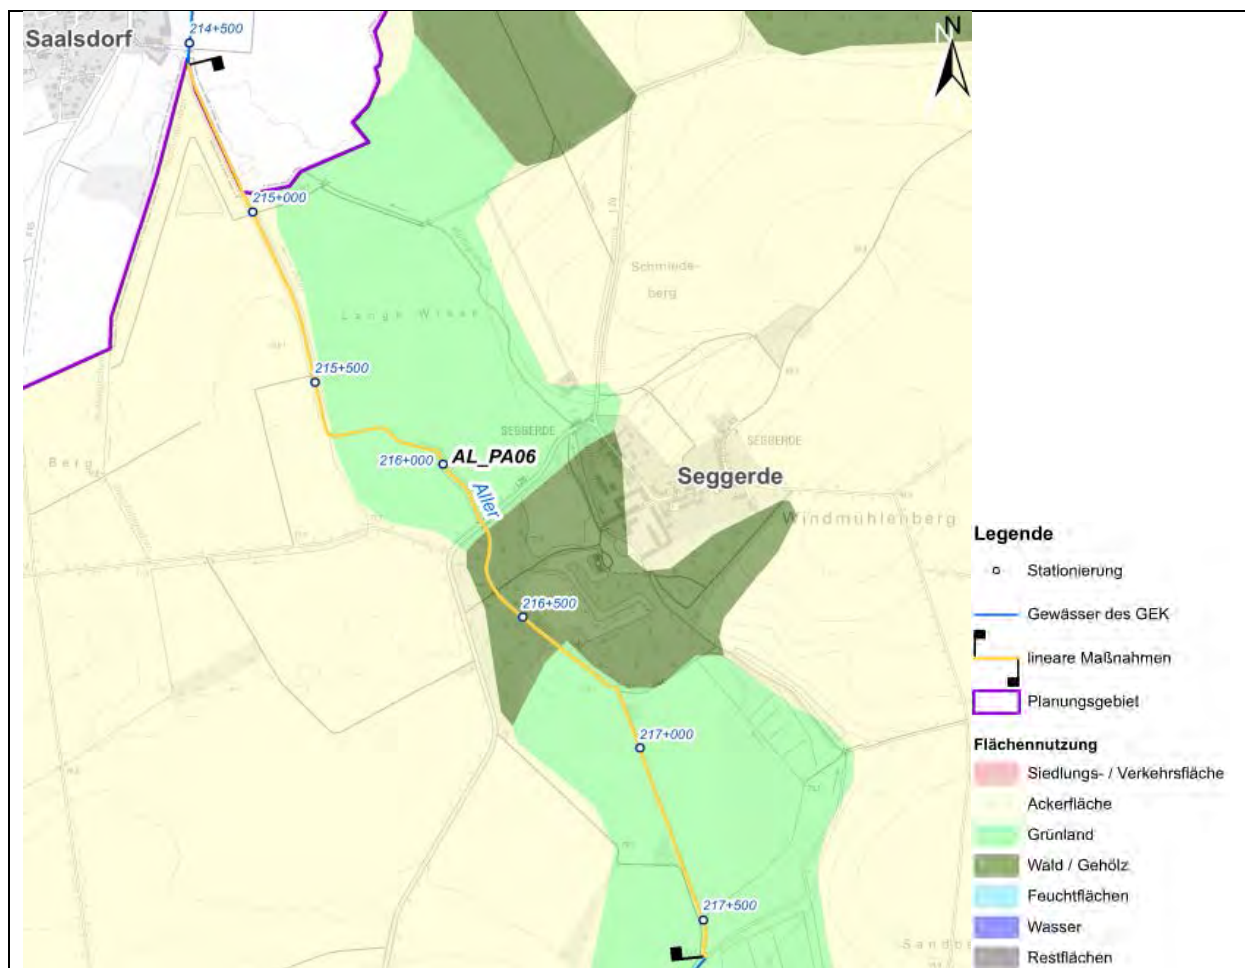 Saalsdorf
214+500
N
N
215+000
Schmiede-
berg
Lange Wiese
215+500
SEGGERDE
SEGGERDE
216+000
AL_PA06
Berg
Seggerde
Aller
Windmühlenberg
216+500
217+000
217+500
Legende
Stationierung
Gewässer des GEK
lineare Maßnahmen
Planungsgebiet
Flächennutzung
Siedlungs- / Verkehrsfläche
Ackerfläche
Grünland
Wald / Gehölz
Feuchtflächen
Wasser
Restflächen